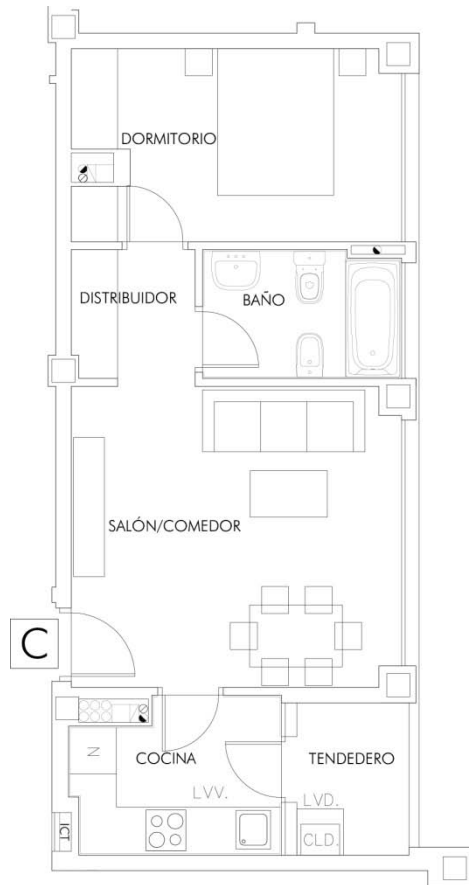 DORMITORIO
DISTRIBUIDOR
BAÑO
SALÓN/COMEDOR
C
COCINA
TENDEDERO
N
LVV.
LVD.
ICT
CLD.